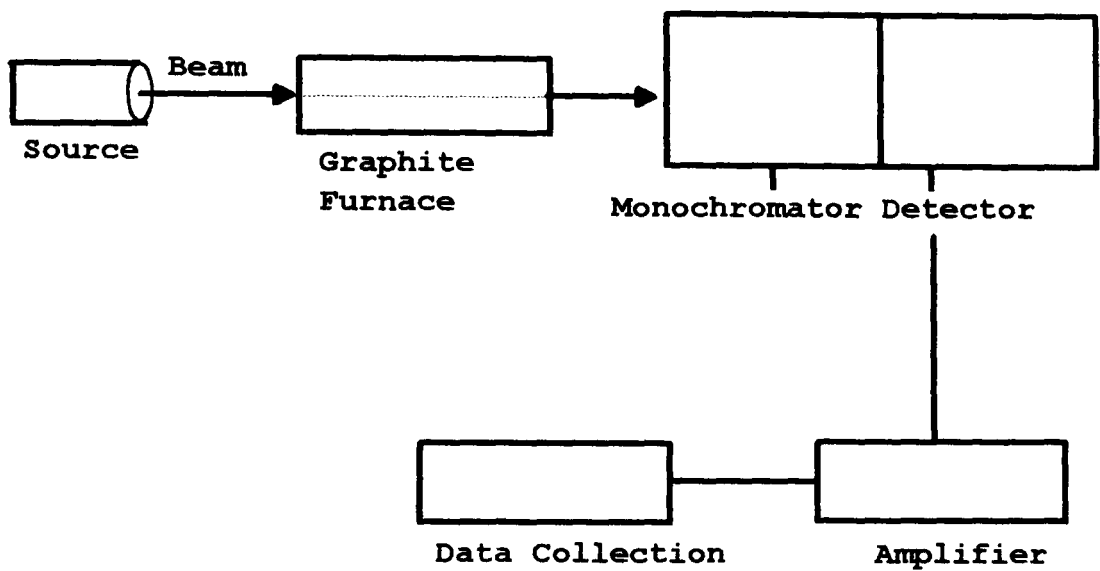 Beam
Source
Graphite
Furnace
Monochromator Detector
Data Collection
Amplifier